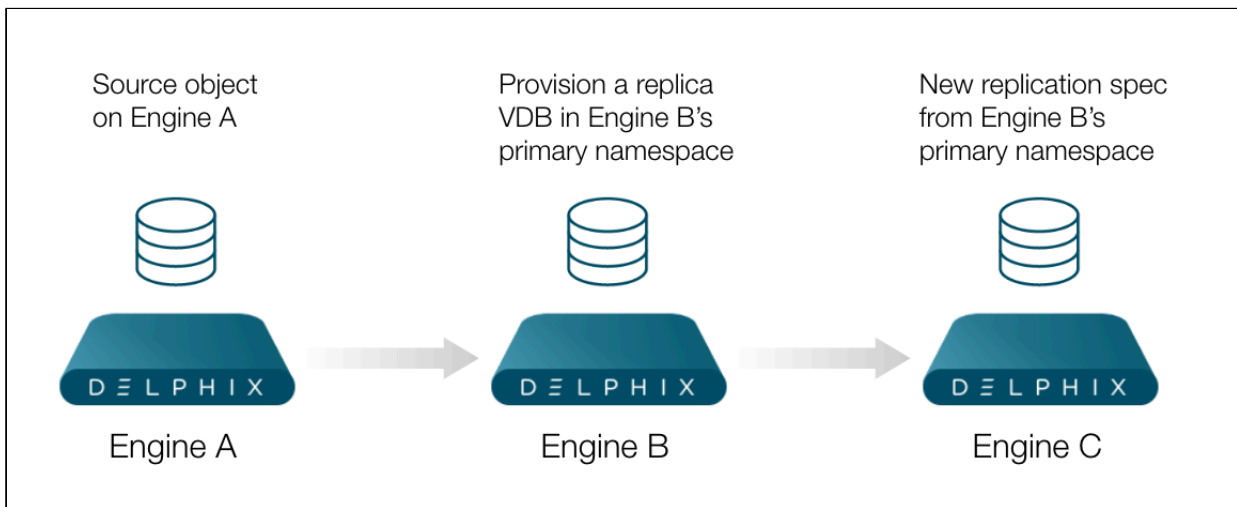 Source object
on Engine A
Provision a replica
VDB in Engine B’s
primary namespace
New replication spec
from Engine B’s
primary namespace
DELPHIX
DELPHIX
DELPHIX
Engine A
Engine B
Engine C